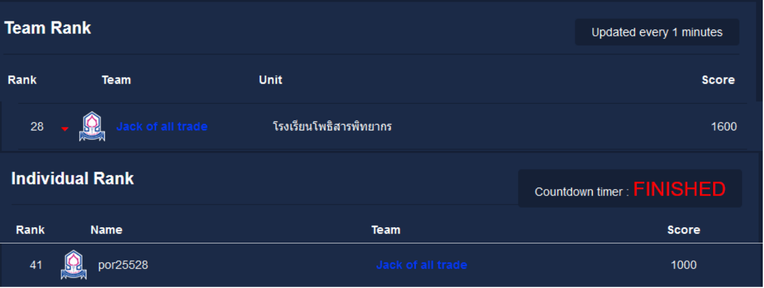 Team Rank
Updated every 1 minutes
Rank Team Unit Score
28 Jack of all trade โรงเรียนโพธิสารพิทยากร 1600
Individual Rank
Countdown timer : FINISHED
Rank Name Team Score
41 por25528 Jack of all trade 1000